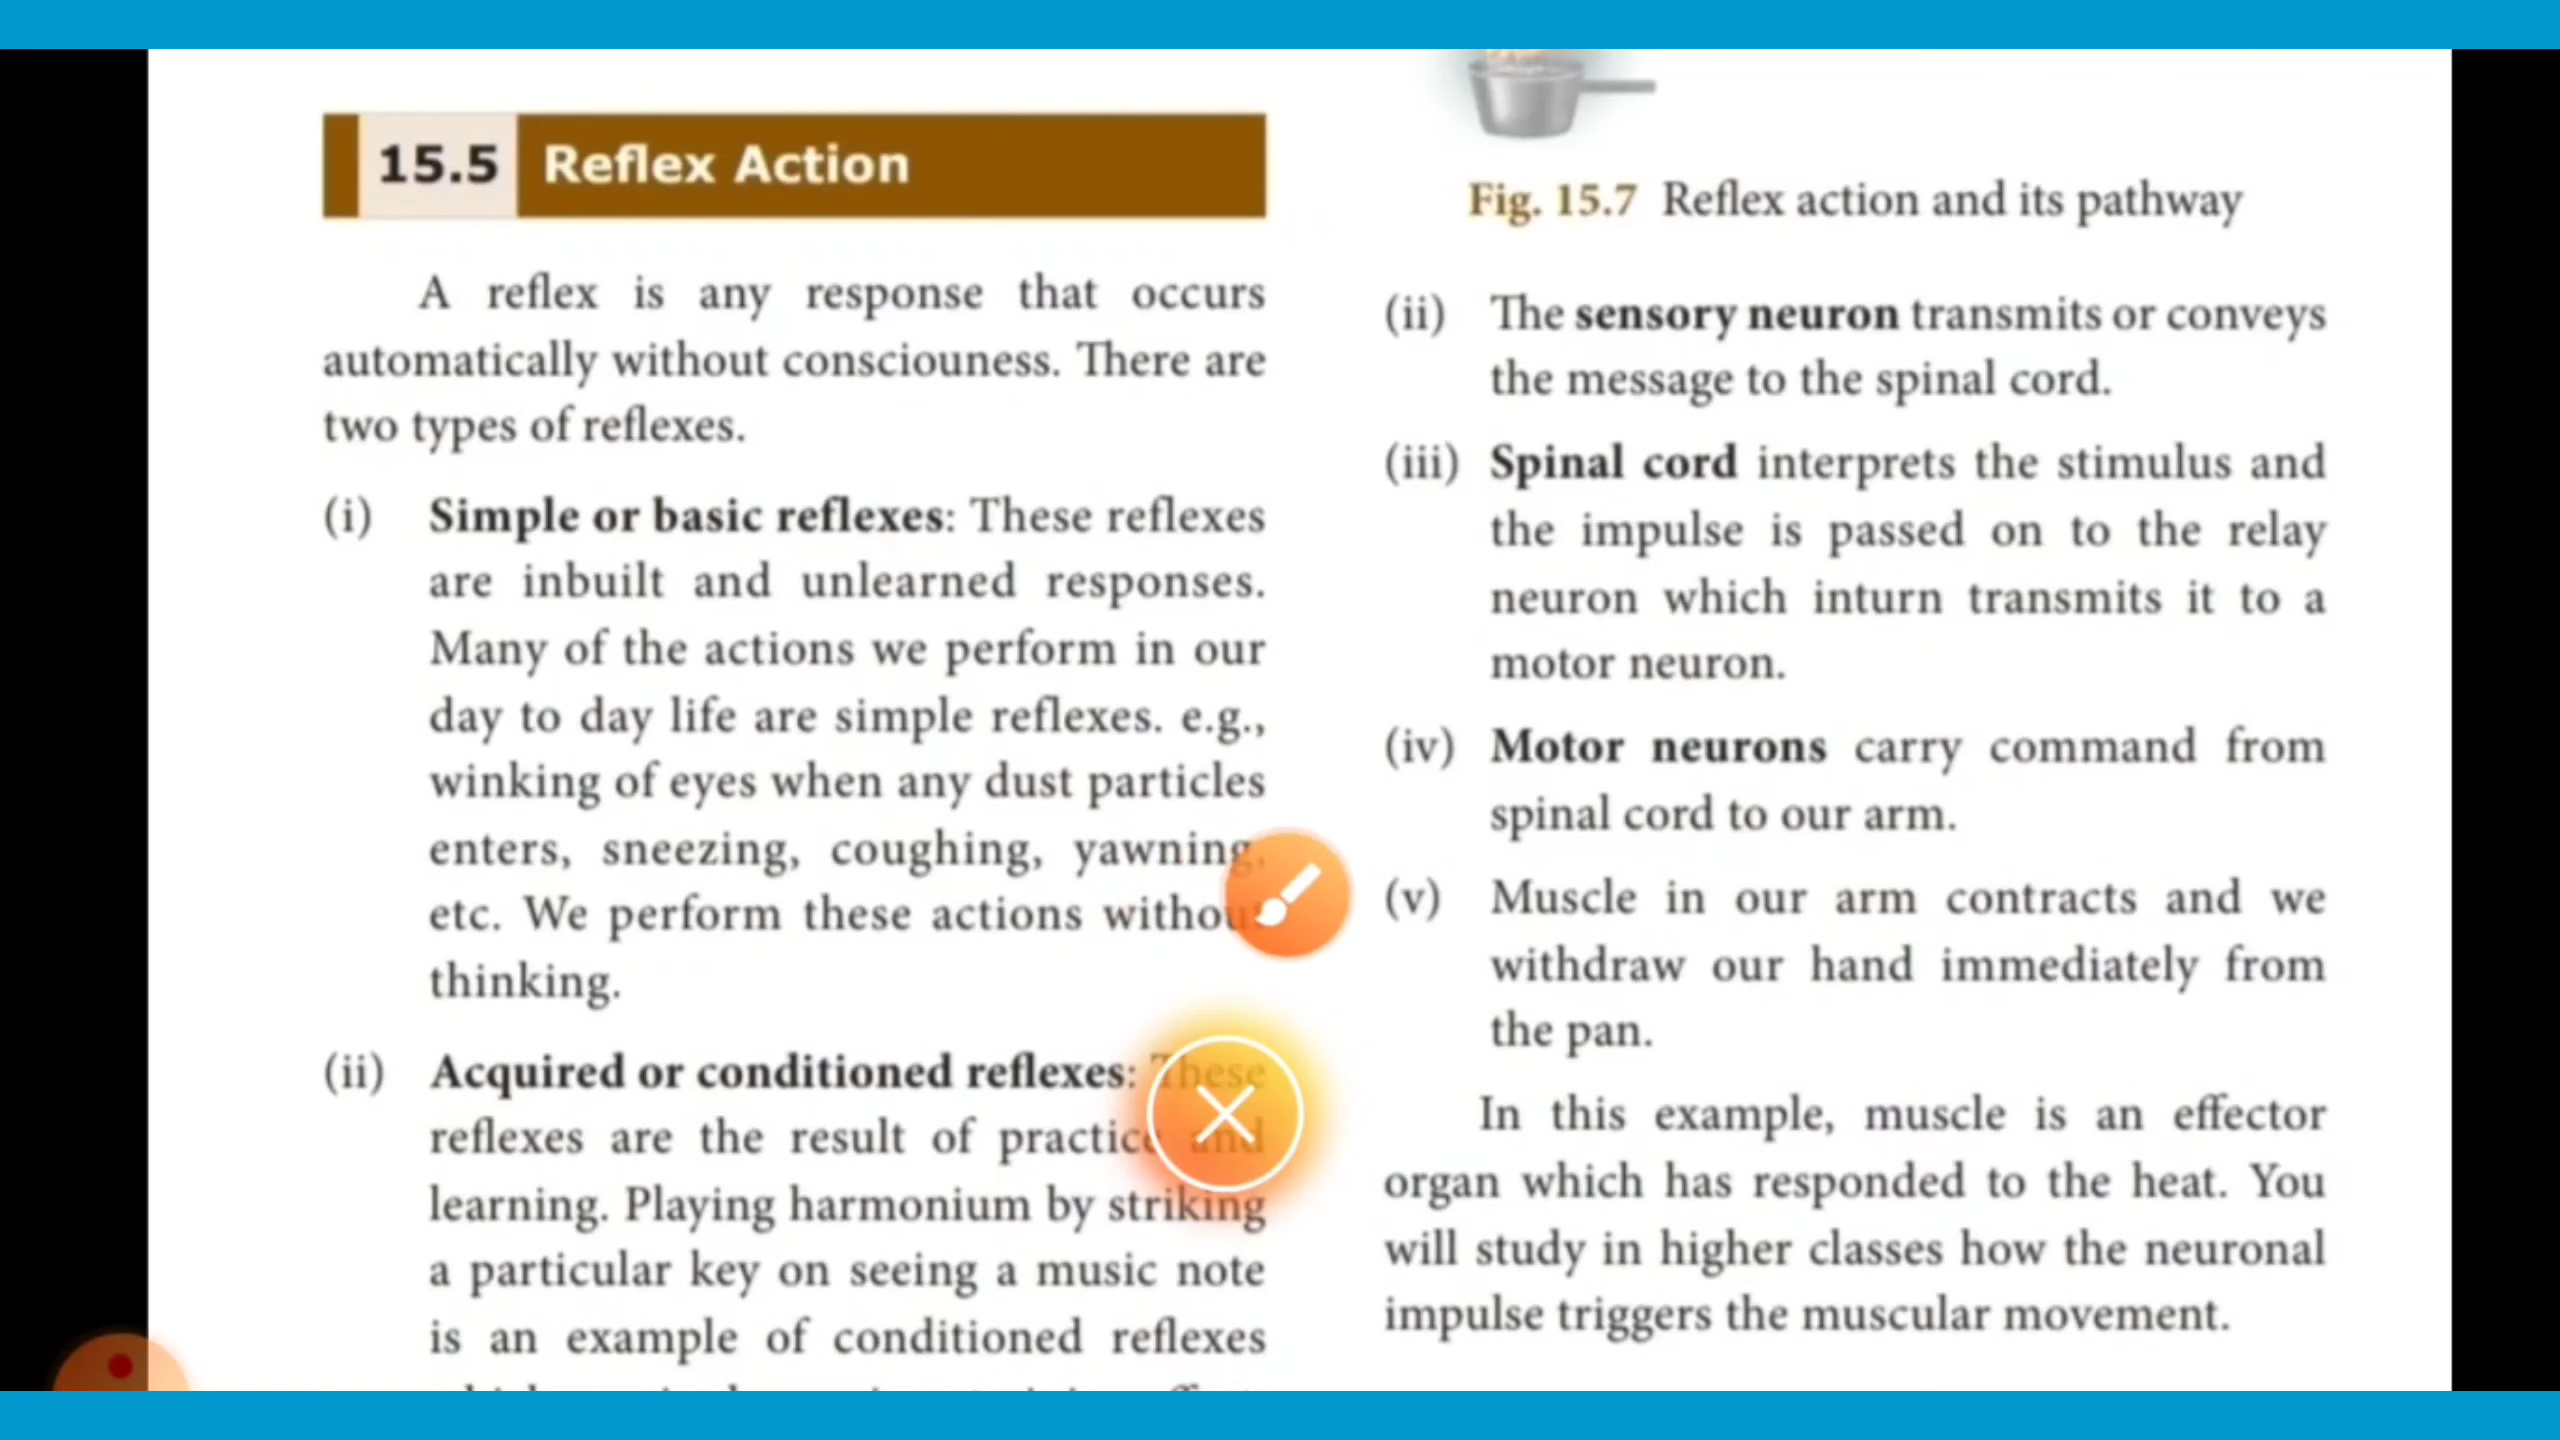 15.5 Reflex Action
A reflex is any response that occurs
automatically without consciouness. There are
two types of reflexes.
(i) Simple or basic reflexes: These reflexes
are inbuilt and unlearned responses.
Many of the actions we perform in our
day to day life are simple reflexes. e.g.,
winking of eyes when any dust particles
enters, sneezing, coughing, yawning,
etc. We perform these actions without
thinking.
(ii) Acquired or conditioned reflexes: These
reflexes are the result of practice and
learning. Playing harmonium by striking
a particular key on seeing a music note
is an example of conditioned reflexes
Fig. 15.7 Reflex action and its pathway
(ii) The sensory neuron transmits or conveys
the message to the spinal cord.
(iii) Spinal cord interprets the stimulus and
the impulse is passed on to the relay
neuron which inturn transmits it to a
motor neuron.
(iv) Motor neurons carry command from
spinal cord to our arm.
(v) Muscle in our arm contracts and we
withdraw our hand immediately from
the pan.
In this example, muscle is an effector
organ which has responded to the heat. You
will study in higher classes how the neuronal
impulse triggers the muscular movement.